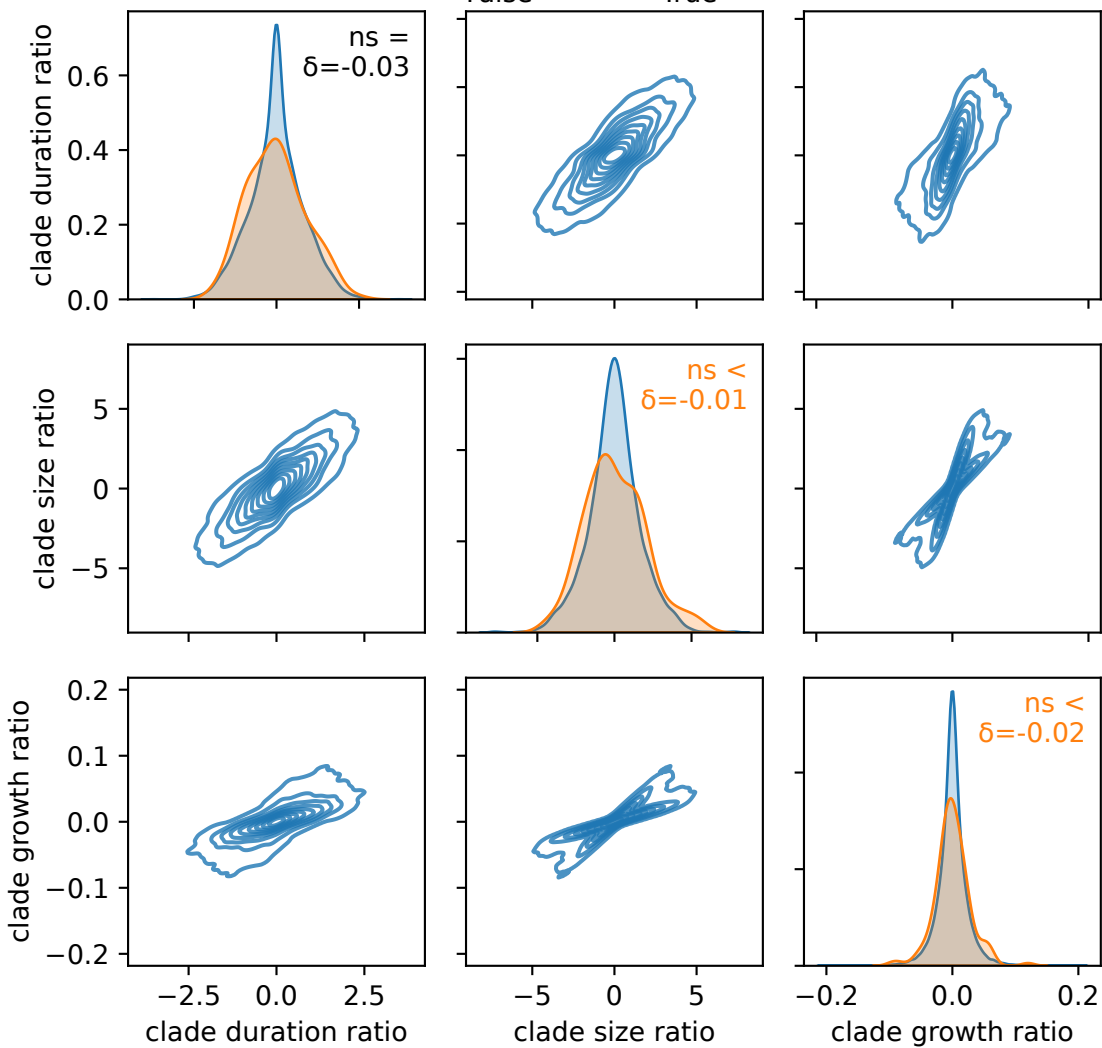 clade duration ratio
0.6
0.4
0.2
0.0
ns =
δ=-0.03
clade size ratio
5
0
−5
ns <
δ=-0.01
clade growth ratio
0.2
0.1
0.0
−0.1
−0.2
ns <
δ=-0.02
−2.5
0.0
2.5
−5
0
5
−0.2
0.0
0.2
clade duration ratio
clade size ratio
clade growth ratio